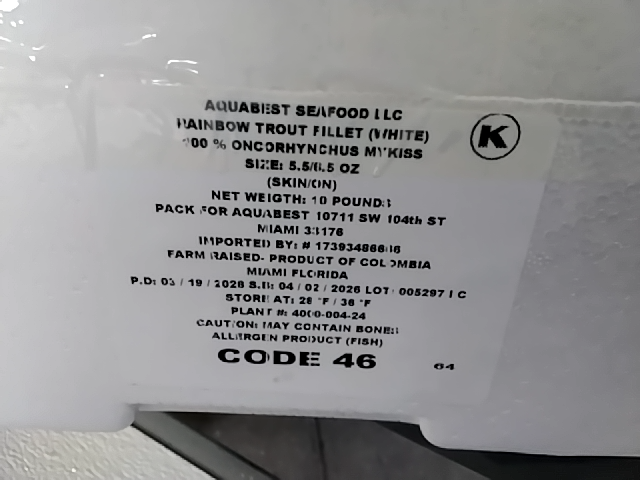 AQUABEST SEAFOOD LLC
RAINBOW TROUT FILLET (WHITE)
100 % ONCORHYNCHUS MYKISS
K
SIZE: 5.5/6.5 OZ
(SKIN/ON)
NET WEIGTH: 10 POUNDS
PACK FOR AQUABEST 10711 SW 104th ST
MIAMI 33176
IMPORTED BY: #
FARM RAISED- PRODUCT OF COLOMBIA
MIAMI FLORIDA
P.D: 03 / 19 / 2026 S.B: 04 / 02 / 2026 LOT: 005297
STORE AT: 28 °F / 36 °F
PLANT #: 4000-004-24
CAUTION: MAY CONTAIN BONES
ALLERGEN PRODUCT (FISH)
CODE 46
64